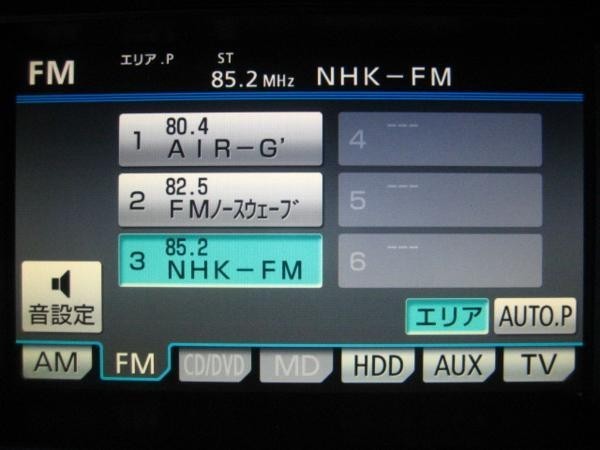 FM エリア.P ST 85.2 MHz NHK-FM
1 80.4 AIR-G'
4 ---
2 82.5 FMノースウェーブ
5 ---
3 85.2 NHK-FM
6 ---
音設定
エリア AUTO.P
AM FM CD/DVD MD HDD AUX TV